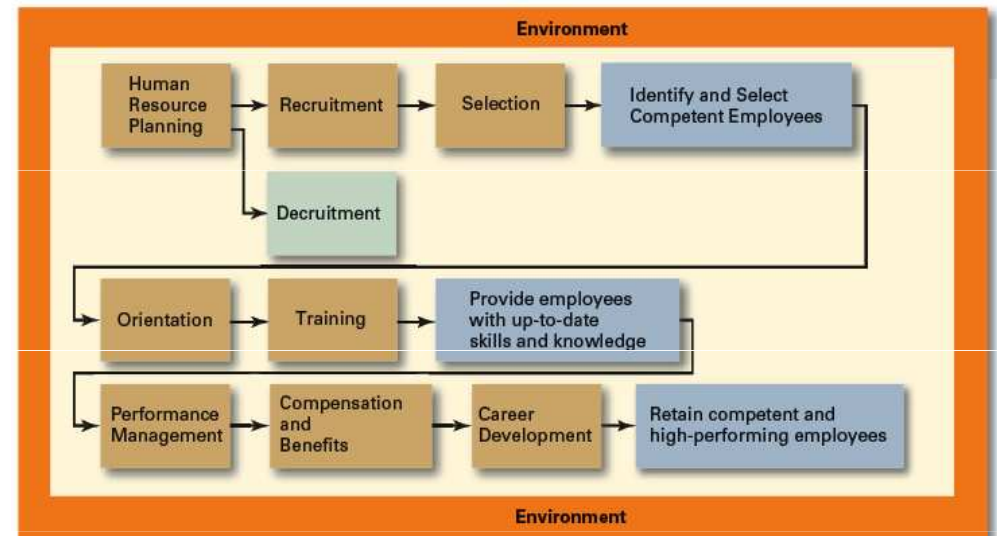 Environment
Human
Resource
Planning
Recruitment
Selection
Identify and Select
Competent Employees
Decruitment
Orientation
Training
Provide employees
with up-to-date
skills and knowledge
Performance
Management
Compensation
and
Benefits
Career
Development
Retain competent and
high-performing employees
Environment